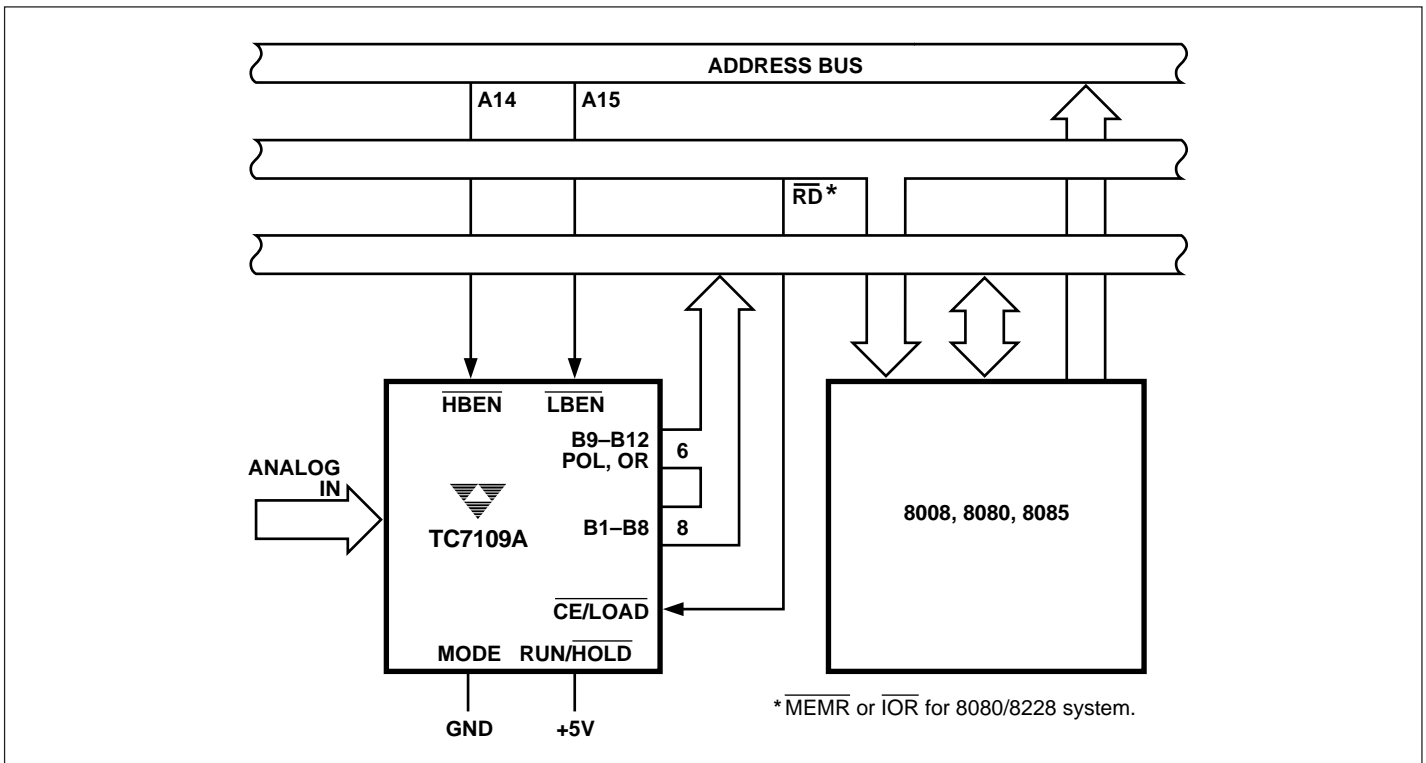 ADDRESS BUS
A14 A15
RD*
HBEN LBEN
B9–B12
POL, OR
6
ANALOG
IN
TC7109A
B1–B8 8
8008, 8080, 8085
CE/LOAD
MODE RUN/HOLD
GND +5V
*MEMR or IOR for 8080/8228 system.